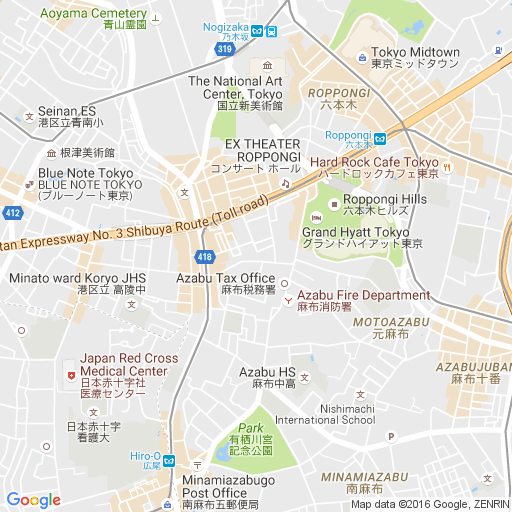 Aoyama Cemetery
青山霊園
Nogizaka
乃木坂
319
Tokyo Midtown
東京ミッドタウン
The National Art
Center, Tokyo
国立新美術館
ROPPONGI
六本木
Seinan ES
港区立青南小
Roppongi
六本木
EX THEATER
ROPPONGI
コンサート ホール
根津美術館
Hard Rock Cafe Tokyo
ハードロックカフェ東京
Blue Note Tokyo
BLUE NOTE TOKYO
(ブルーノート東京)
Roppongi Hills
六本木ヒルズ
412
tan Expressway No. 3 Shibuya Route (Toll road)
Grand Hyatt Tokyo
グランドハイアット東京
418
Minato ward Koryo JHS
港区立 高陵中
Azabu Tax Office
麻布税務署
Azabu Fire Department
麻布消防署
MOTOAZABU
元麻布
Japan Red Cross
Medical Center
日本赤十字社
医療センター
AZABUJUBAN
麻布十番
Azabu HS
麻布中高
Nishimachi
International School
日本赤十字
看護大
Park
有栖川宮
記念公園
P
Hiro-O
広尾
Minamiazabugo
Post Office
南麻布五郵便局
MINAMIAZABU
南麻布
Google
Map data ©2016 Google, ZENRIN